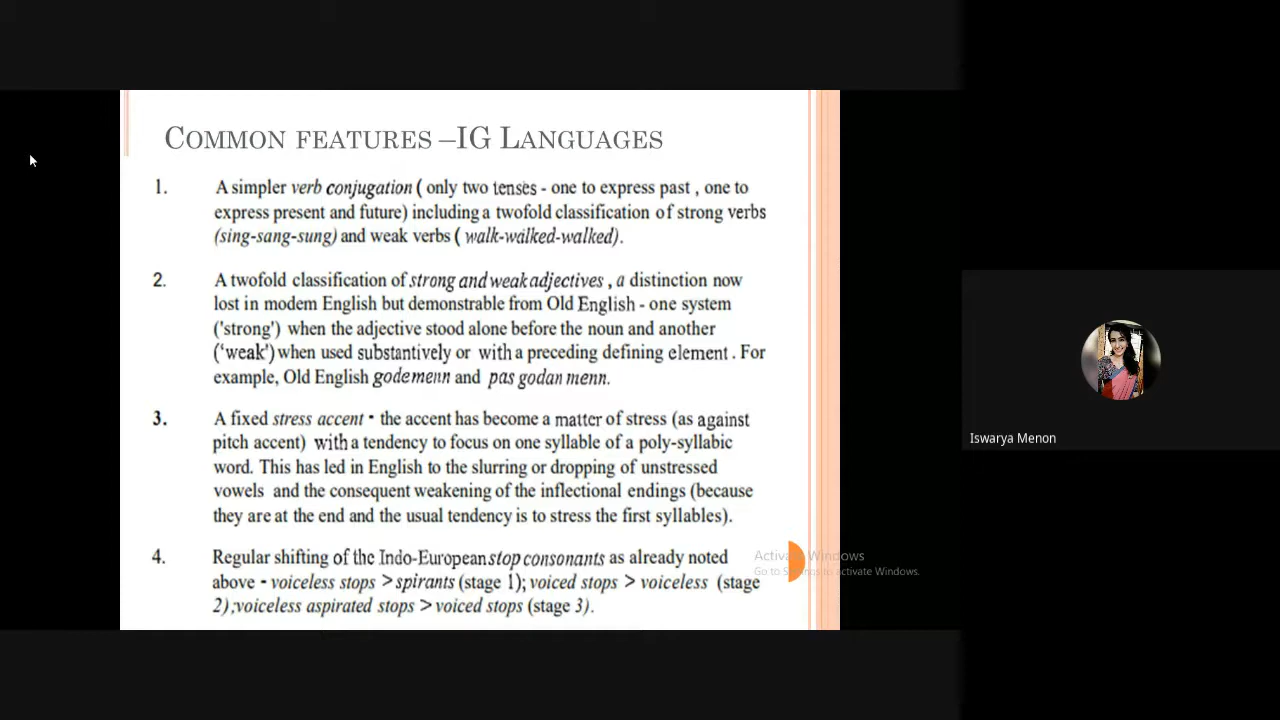 COMMON FEATURES –IG LANGUAGES
1. A simpler verb conjugation ( only two tenses - one to express past , one to
express present and future) including a twofold classification of strong verbs
(sing-sang-sung) and weak verbs ( walk-walked-walked).
2. A twofold classification of strong and weak adjectives , a distinction now
lost in modem English but demonstrable from Old English - one system
('strong') when the adjective stood alone before the noun and another
('weak') when used substantively or with a preceding defining element . For
example, Old English gode menn and pas godan menn.
3. A fixed stress accent - the accent has become a matter of stress (as against
pitch accent) with a tendency to focus on one syllable of a poly-syllabic
word. This has led in English to the slurring or dropping of unstressed
vowels and the consequent weakening of the inflectional endings (because
they are at the end and the usual tendency is to stress the first syllables).
4. Regular shifting of the Indo-European stop consonants as already noted
above - voiceless stops > spirants (stage 1); voiced stops > voiceless (stage
2);voiceless aspirated stops > voiced stops (stage 3).
Activate Windows
Go to Settings to activate Windows.
Iswarya Menon